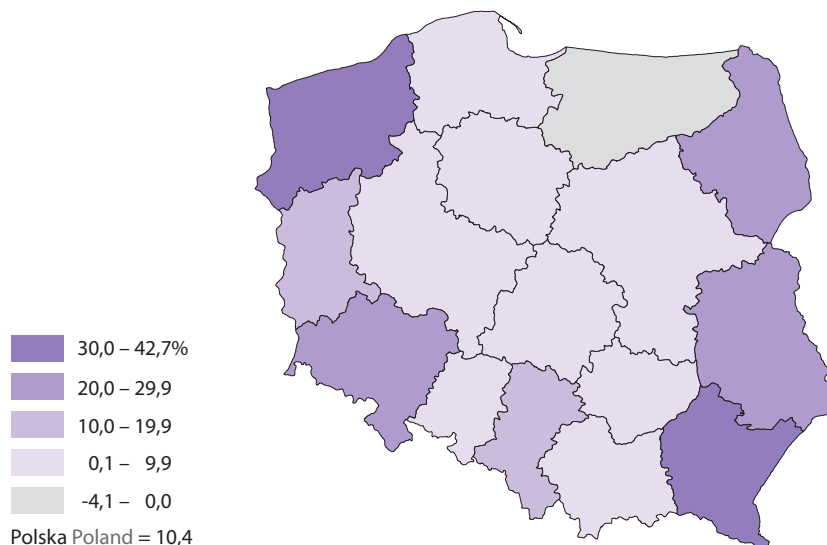 30,0 – 42,7%
20,0 – 29,9
10,0 – 19,9
0,1 – 9,9
-4,1 – 0,0
Polska Poland = 10,4